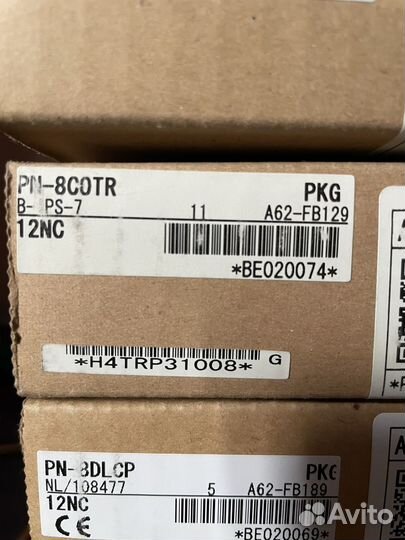 PN-8C0TR PKG
B- PS-7 11 A62-FB129
12NC
*BE020074*
*H4TRP31008* G
PN-8DLCP PKG
NL/108477 5 A62-FB189
12NC
CE *BE020069*
Avito